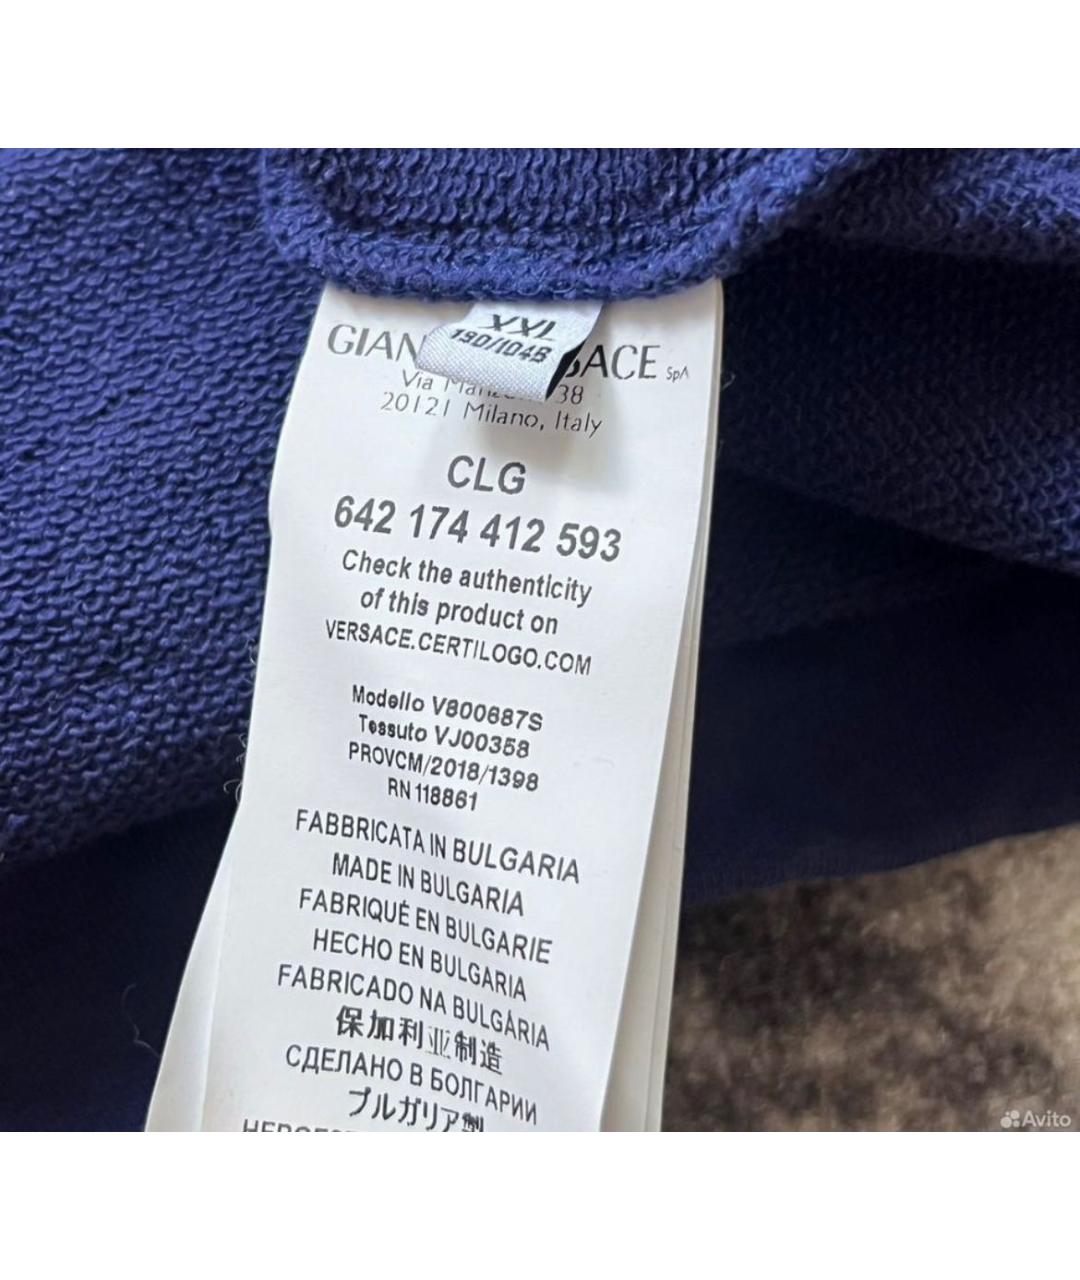 XXL
190/104B
GIAN SACE SpA
Via 38
20121 Milano, Italy
CLG
642 174 412 593
Check the authenticity
of this product on
VERSACE.CERTILOGO.COM
Modello V800687S
Tessuto VJ00358
PROVCM/2018/1398
RN 118861
FABBRICATA IN BULGARIA
MADE IN BULGARIA
FABRIQUÉ EN BULGARIE
HECHO EN BULGARIA
FABRICADO NA BULGÁRIA
保加利亚制造
СДЕЛАНО В БОЛГАРИИ
ブルガリア製
Avito